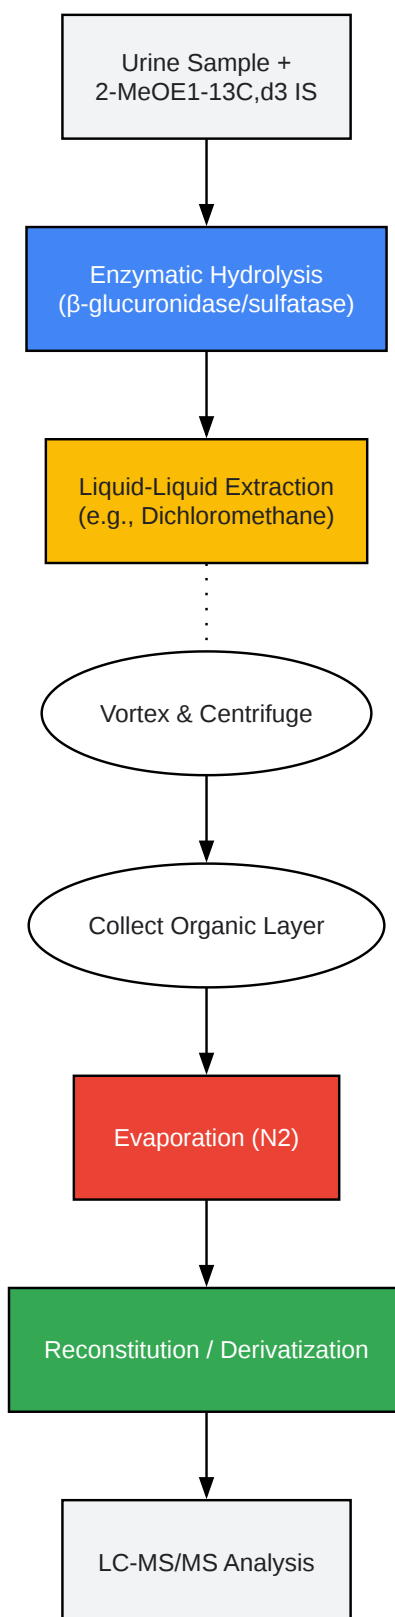 Urine Sample +
2-MeOE1-13C,d3 IS
Enzymatic Hydrolysis
(β-glucuronidase/sulfatase)
Liquid-Liquid Extraction
(e.g., Dichloromethane)
Vortex & Centrifuge
Collect Organic Layer
Evaporation (N2)
Reconstitution / Derivatization
LC-MS/MS Analysis